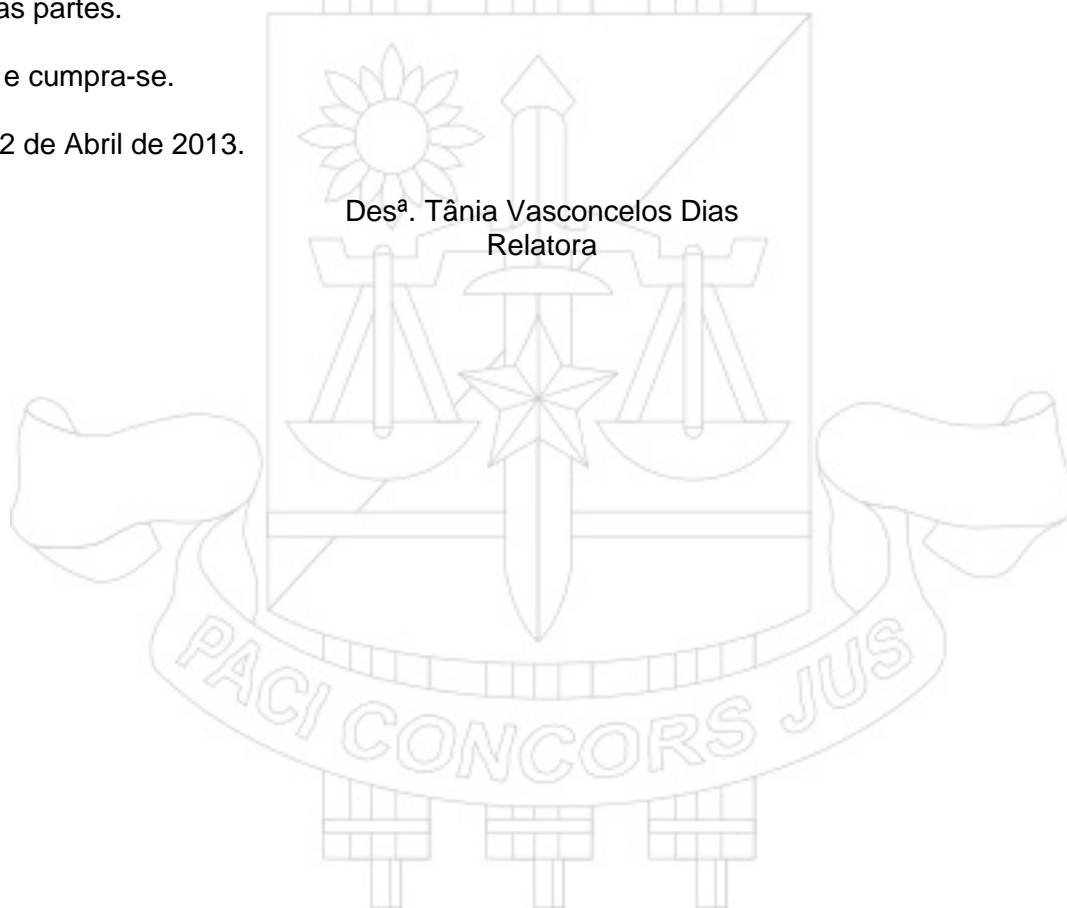 as partes.
e cumpra-se.
2 de Abril de 2013.
Desª. Tânia Vasconcelos Dias
Relatora
PACI CONCORS JUS